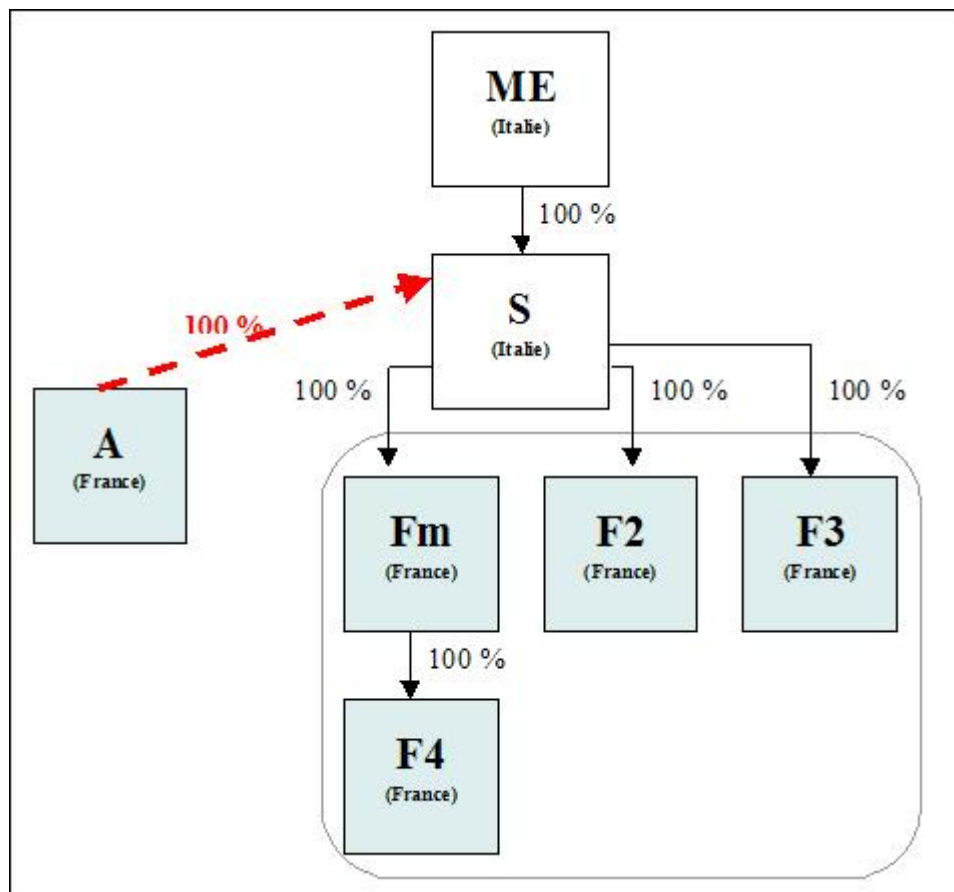 ME
(Italie)
100 %
S
(Italie)
100 %
100 %
100 %
100 %
A
(France)
Fm
(France)
F2
(France)
F3
(France)
100 %
F4
(France)